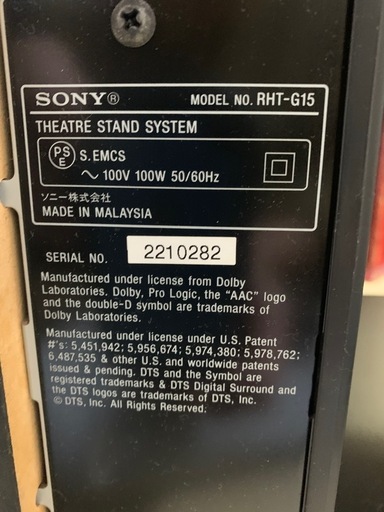 SONY® MODEL NO. RHT-G15
THEATRE STAND SYSTEM
PS E S.EMCS
～ 100V 100W 50/60Hz
ソニー株式会社
MADE IN MALAYSIA
SERIAL NO. 2210282
Manufactured under license from Dolby
Laboratories. Dolby, Pro Logic, the “AAC” logo
and the double-D symbol are trademarks of
Dolby Laboratories.
Manufactured under license under U.S. Patent
#'s: 5,451,942; 5,956,674; 5,974,380; 5,978,762;
6,487,535 & other U.S. and worldwide patents
issued & pending. DTS and the Symbol are
registered trademarks & DTS Digital Surround and
the DTS logos are trademarks of DTS, Inc.
© DTS, Inc. All Rights Reserved.